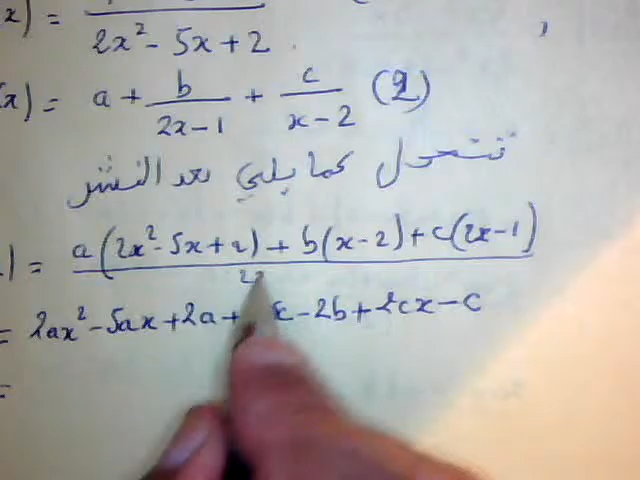 x) =
2x² - 5x + 2
(x) = a + b/(2x-1) + c/(x-2) (2)
تتحول كما يلي بعد النشر
) = a(2x² - 5x + 2) + b(x-2) + c(2x-1)
= 2ax² - 5ax + 2a + x - 2b + 2cx - c
=